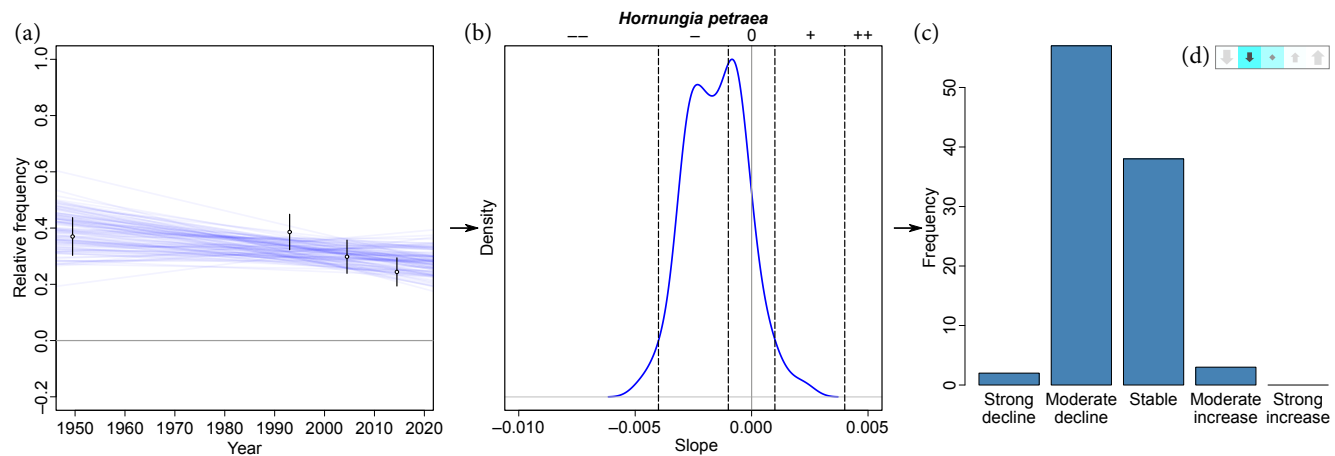 Hornungia petraea
(a)
(b)
(c)
(d)
−− − 0 + ++
Relative frequency
1.0
0.8
0.6
0.4
0.2
0.0
−0.2
1950 1960 1970 1980 1990 2000 2010 2020
Year
Density
−0.010 −0.005 0.000 0.005
Slope
Frequency
50
40
30
20
10
0
Strong decline
Moderate decline
Stable
Moderate increase
Strong increase